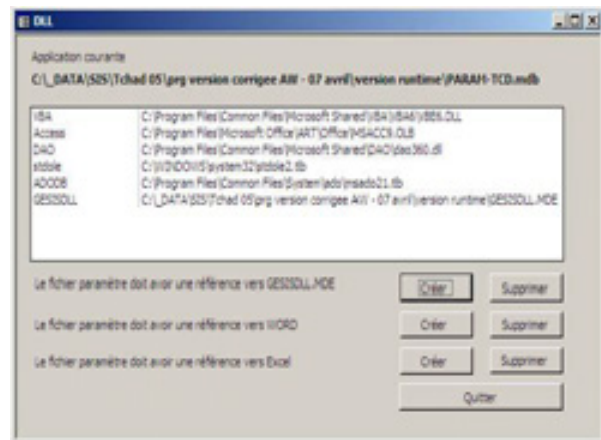 DLL
Application courante
C:\_DATA\SIS\Tchad 05\prg version corrigee AW - 07 avril\version runtime\PARAM-TCD.mdb
VBA C:\Program Files\Common Files\Microsoft Shared\VBA\VBA6\VBE6.DLL
Access C:\Program Files\Microsoft Office\ART\Office\MSACC9.OLB
DAO C:\Program Files\Common Files\Microsoft Shared\DAO\dao360.dll
stdole C:\WINDOWS\system32\stdole2.tlb
ADODB C:\Program Files\Common Files\System\ado\msado21.tlb
GESISDLL C:\_DATA\SIS\Tchad 05\prg version corrigee AW - 07 avril\version runtime\GESISDLL.MDE
Le fichier paramètre doit avoir une référence vers GESISDLL.MDE Créer Supprimer
Le fichier paramètre doit avoir une référence vers WORD Créer Supprimer
Le fichier paramètre doit avoir une référence vers Excel Créer Supprimer
Quitter